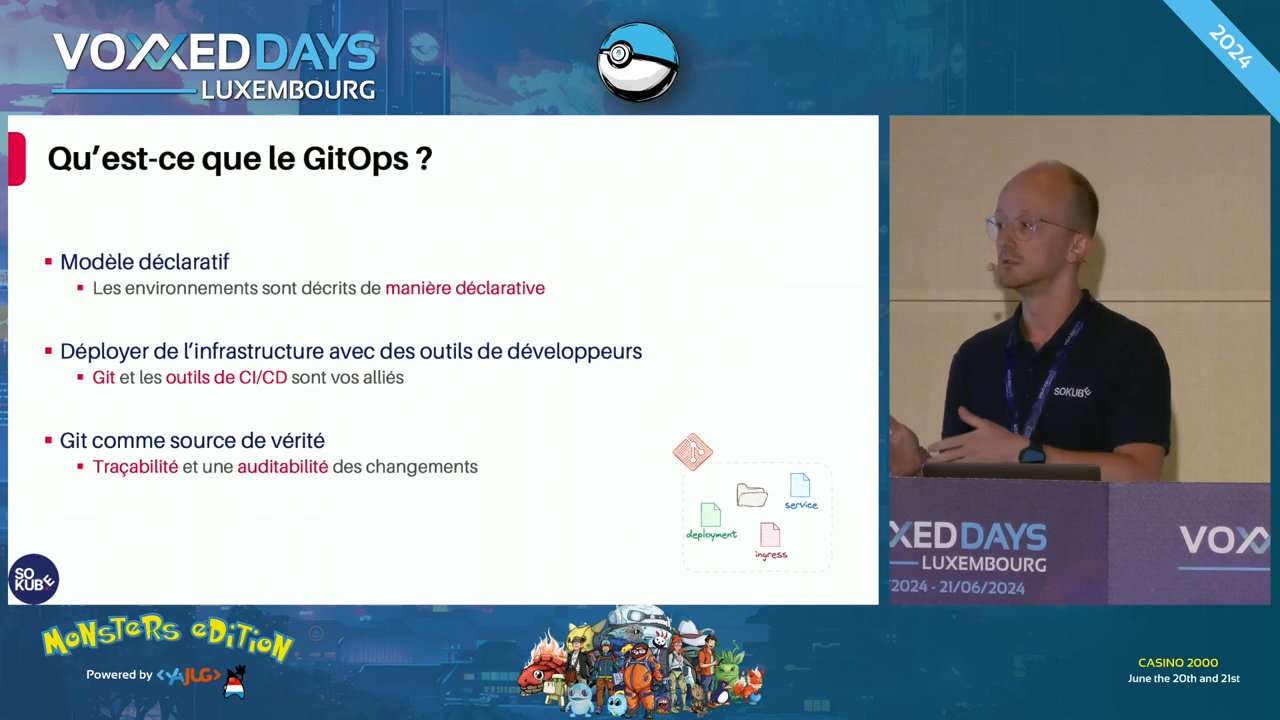 VOXXED DAYS
LUXEMBOURG
2024
Qu'est-ce que le GitOps ?
Modèle déclaratif
Les environnements sont décrits de manière déclarative
Déployer de l'infrastructure avec des outils de développeurs
Git et les outils de CI/CD sont vos alliés
Git comme source de vérité
Traçabilité et une auditabilité des changements
service
deployment
ingress
SO
KUBE
SOKUBE
XED DAYS
LUXEMBOURG
2024 - 21/06/2024
VOX
MONSTERS EDITION
Powered by <YAJUG>
CASINO 2000
June the 20th and 21st